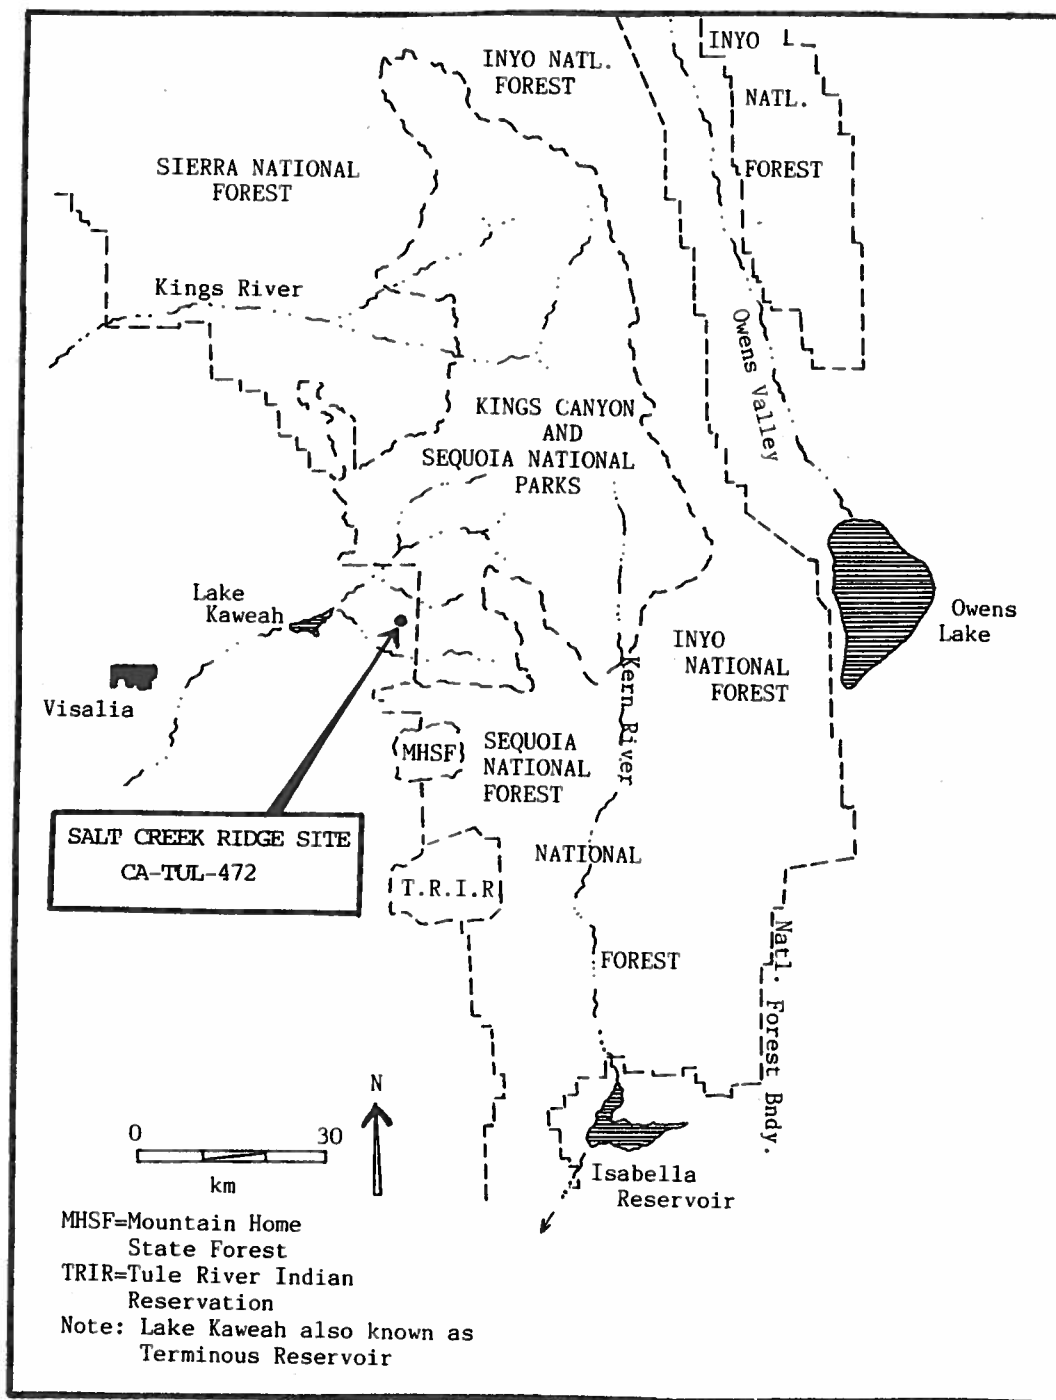 INYO NATL.
FOREST
INYO
NATL.
FOREST
SIERRA NATIONAL
FOREST
Kings River
Owens Valley
KINGS CANYON
AND
SEQUOIA NATIONAL
PARKS
Lake
Kaweah
Owens
Lake
INYO
NATIONAL
FOREST
Visalia
Kern River
MHSF
SEQUOIA
NATIONAL
FOREST
SALT CREEK RIDGE SITE
CA-TUL-472
NATIONAL
T.R.I.R
FOREST
Natl. Forest Bndy.
N
0 30
km
Isabella
Reservoir
MHSF=Mountain Home
State Forest
TRIR=Tule River Indian
Reservation
Note: Lake Kaweah also known as
Terminous Reservoir